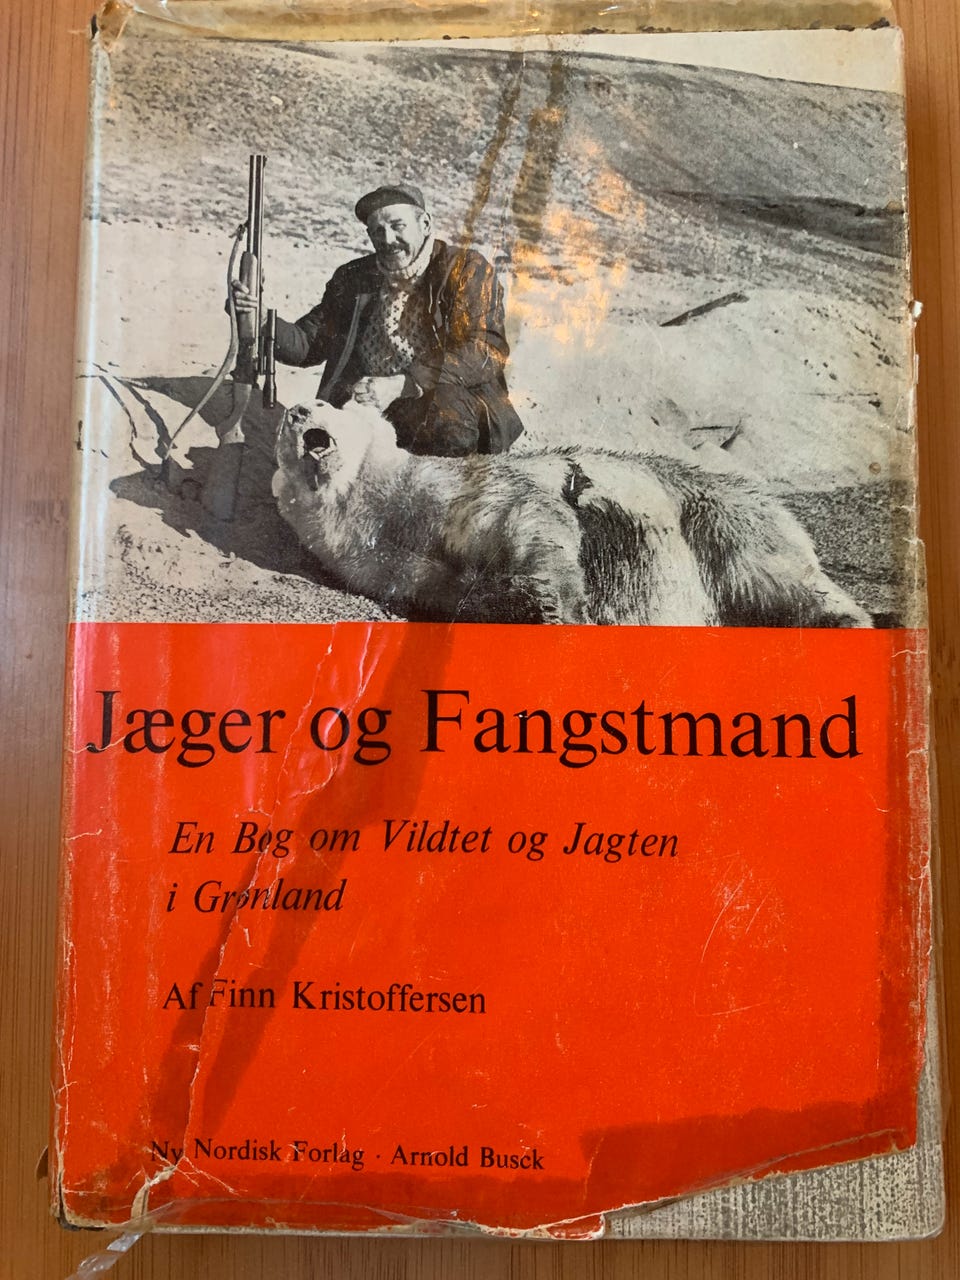 Jæger og Fangstmand
En Bog om Vildtet og Jagten
i Grønland
Af Finn Kristoffersen
Ny Nordisk Forlag · Arnold Busck